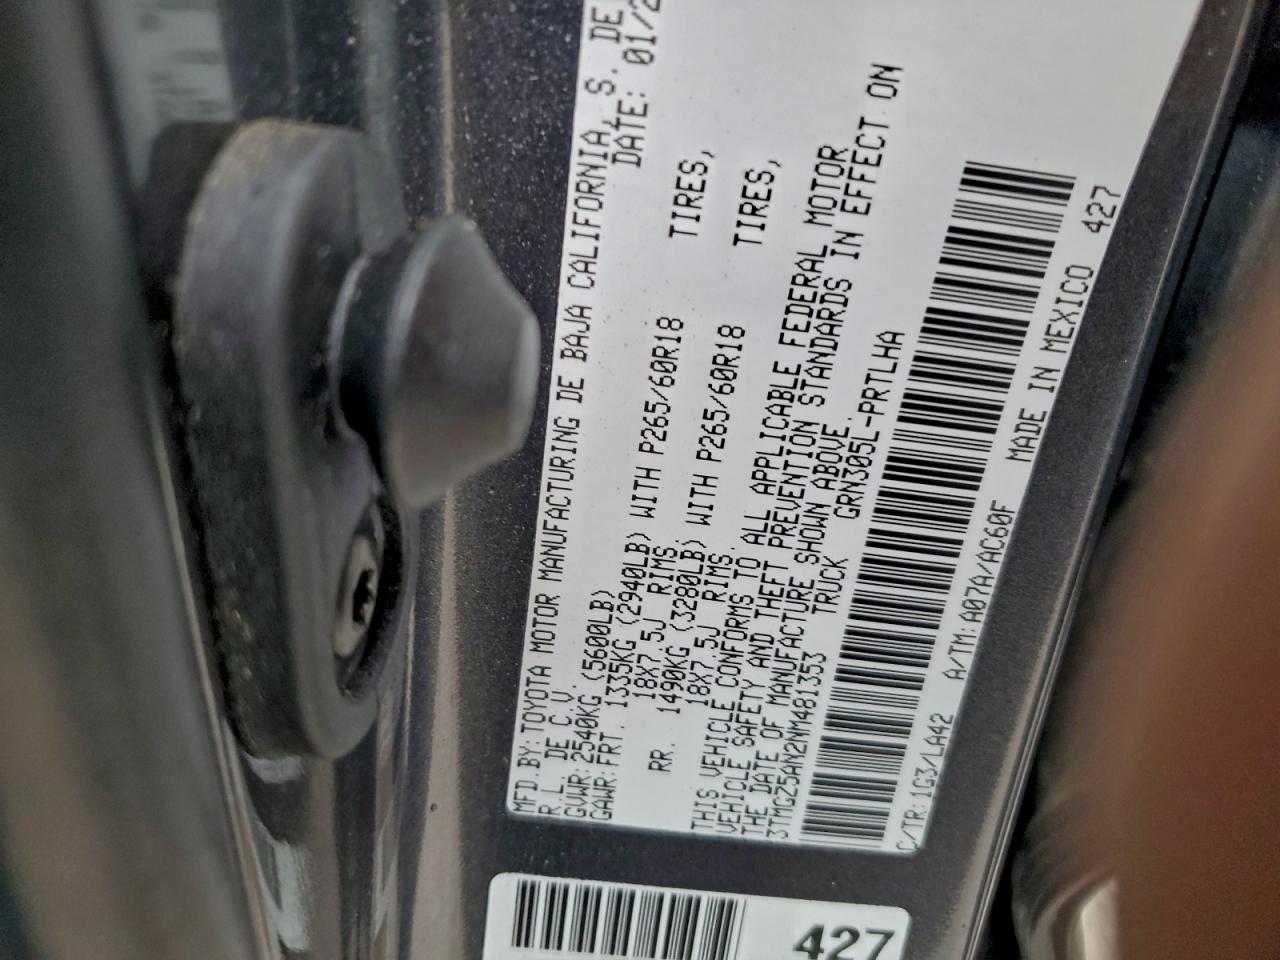 MFD.BY:TOYOTA MOTOR MANUFACTURING DE BAJA CALIFORNIA, S. DE
R.L. DE C.V.
DATE: 01/2
GVWR:2540KG (5600LB)
GAWR:FRT. 1335KG (2940LB) WITH P265/60R18 TIRES,
18X7.5J RIMS
RR. 1490KG (3280LB) WITH P265/60R18 TIRES,
18X7.5J RIMS.
THIS VEHICLE CONFORMS TO ALL APPLICABLE FEDERAL MOTOR
VEHICLE SAFETY AND THEFT PREVENTION STANDARDS IN EFFECT ON
THE DATE OF MANUFACTURE SHOWN ABOVE.
3TMGZ5AN2NM481353 TRUCK GRN305L-PRTLHA
C/TR:1G3/LA42 A/TM:A07A/AC60F MADE IN MEXICO 427
427